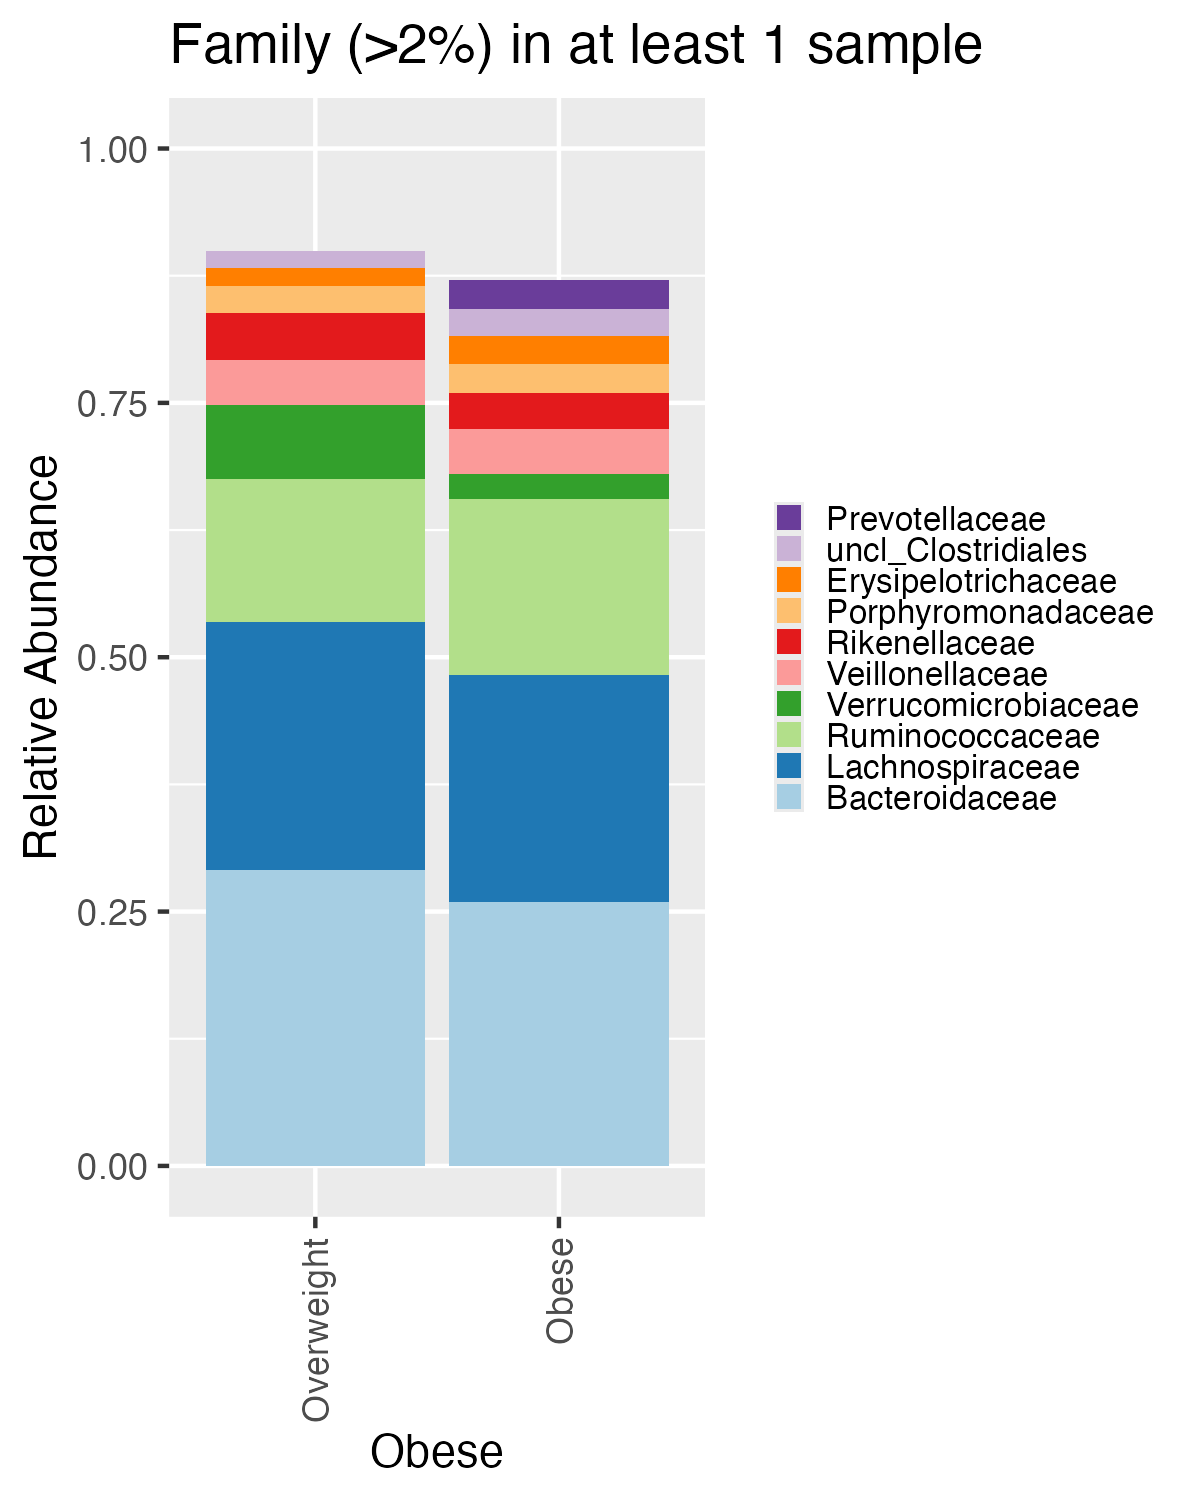 Family (>2%) in at least 1 sample
Relative Abundance
1.00
0.75
0.50
0.25
0.00
Overweight
Obese
Obese
Prevotellaceae
uncl_Clostridiales
Erysipelotrichaceae
Porphyromonadaceae
Rikenellaceae
Veillonellaceae
Verrucomicrobiaceae
Ruminococcaceae
Lachnospiraceae
Bacteroidaceae